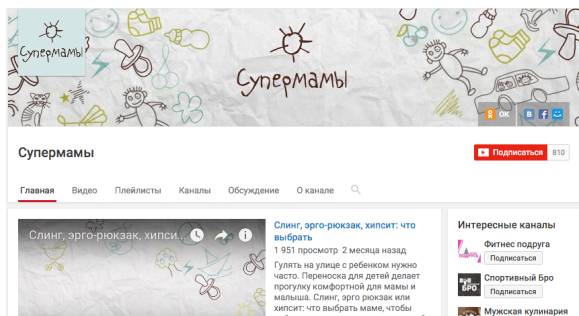 Супермамы
Супермамы
OK
Супермамы
Подписаться 810
Главная Видео Плейлисты Каналы Обсуждение О канале
Слинг, эрго-рюкзак, хипси...
Слинг, эрго-рюкзак, хипсит: что
выбрать
1 951 просмотр 2 месяца назад
Гулять на улице с ребенком нужно
часто. Переноска для детей делает
прогулку комфортной для мамы и
малыша. Слинг, эрго рюкзак или
хипсит: что выбрать маме, чтобы
Интересные каналы
Фитнес подруга
Подписаться
Спортивный Бро
Подписаться
Мужская кулинария